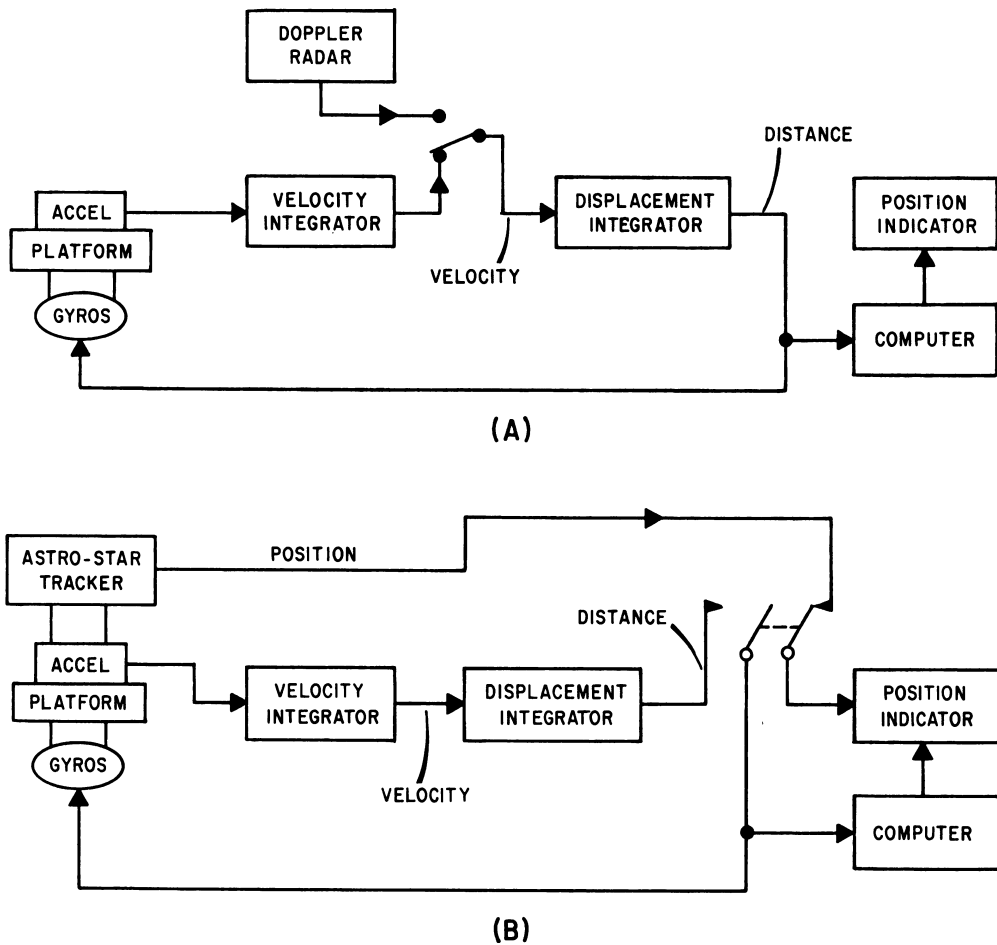 DOPPLER
RADAR
DISTANCE
ACCEL
VELOCITY
INTEGRATOR
DISPLACEMENT
INTEGRATOR
POSITION
INDICATOR
PLATFORM
VELOCITY
GYROS
COMPUTER
(A)
ASTRO-STAR
TRACKER
POSITION
DISTANCE
ACCEL
VELOCITY
INTEGRATOR
DISPLACEMENT
INTEGRATOR
POSITION
INDICATOR
PLATFORM
GYROS
VELOCITY
COMPUTER
(B)